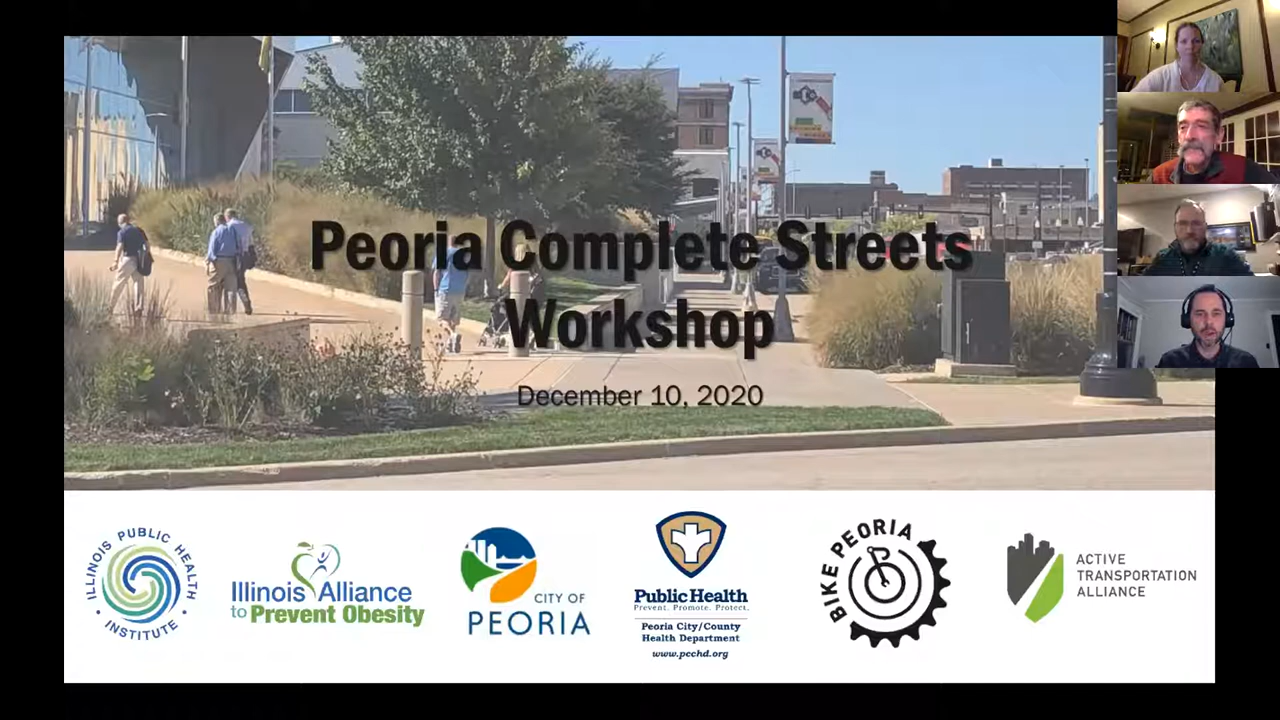 Peoria Complete Streets
Workshop
December 10, 2020
ILLINOIS PUBLIC HEALTH
• INSTITUTE •
Illinois Alliance
to Prevent Obesity
CITY OF
PEORIA
Public Health
Prevent. Promote. Protect.
Peoria City/County
Health Department
www.pcchd.org
BIKE PEORIA
ACTIVE
TRANSPORTATION
ALLIANCE